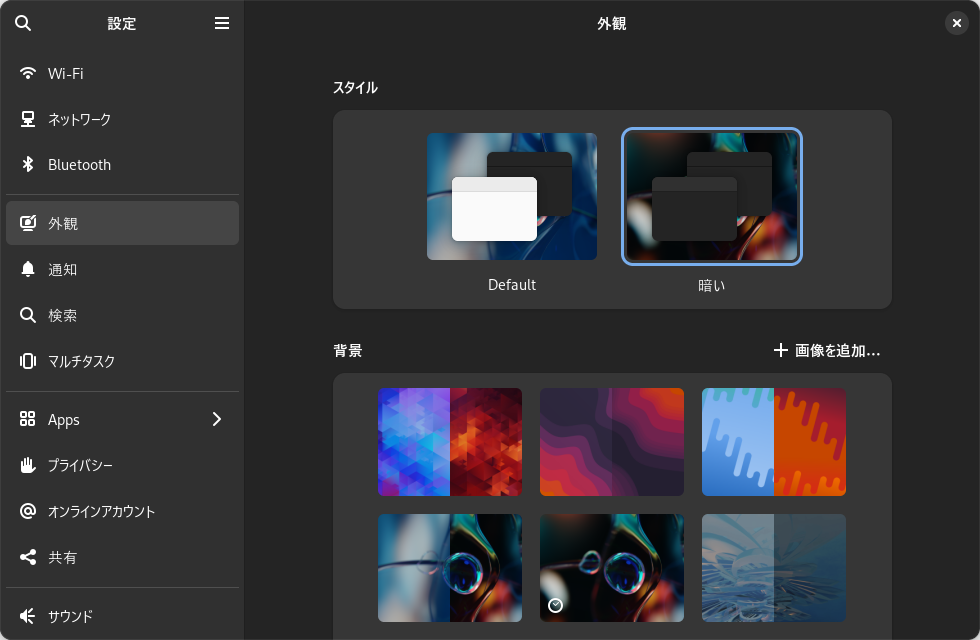 設定
外観
Wi-Fi
ネットワーク
Bluetooth
外観
通知
検索
マルチタスク
Apps
プライバシー
オンラインアカウント
共有
サウンド
スタイル
Default
暗い
背景
画像を追加...